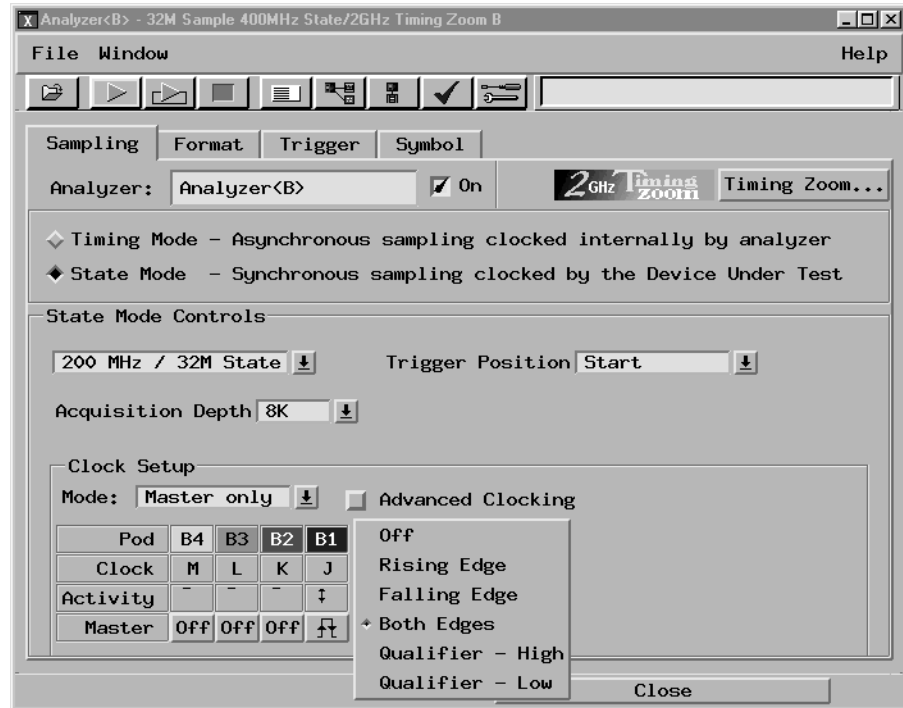 Analyzer<B> - 32M Sample 400MHz State/2GHz Timing Zoom B
File Window Help
Sampling Format Trigger Symbol
Analyzer: Analyzer<B> On 2GHz Timing Zoom Timing Zoom...
Timing Mode - Asynchronous sampling clocked internally by analyzer
State Mode - Synchronous sampling clocked by the Device Under Test
State Mode Controls
200 MHz / 32M State Trigger Position Start
Acquisition Depth 8K
Clock Setup
Mode: Master only Advanced Clocking
Pod B4 B3 B2 B1
Clock M L K J
Activity
Master Off Off Off
Off
Rising Edge
Falling Edge
Both Edges
Qualifier - High
Qualifier - Low
Close